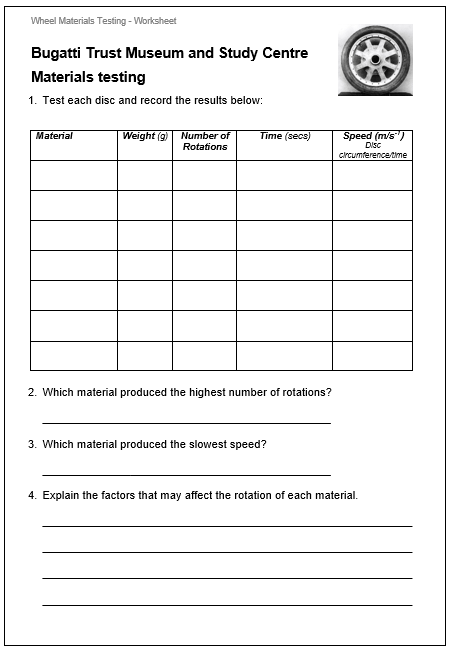 Wheel Materials Testing - Worksheet
Bugatti Trust Museum and Study Centre
Materials testing
1. Test each disc and record the results below:
Material Weight (g) Number of Rotations Time (secs) Speed (m/s⁻¹) Disc circumference/time
2. Which material produced the highest number of rotations?
3. Which material produced the slowest speed?
4. Explain the factors that may affect the rotation of each material.